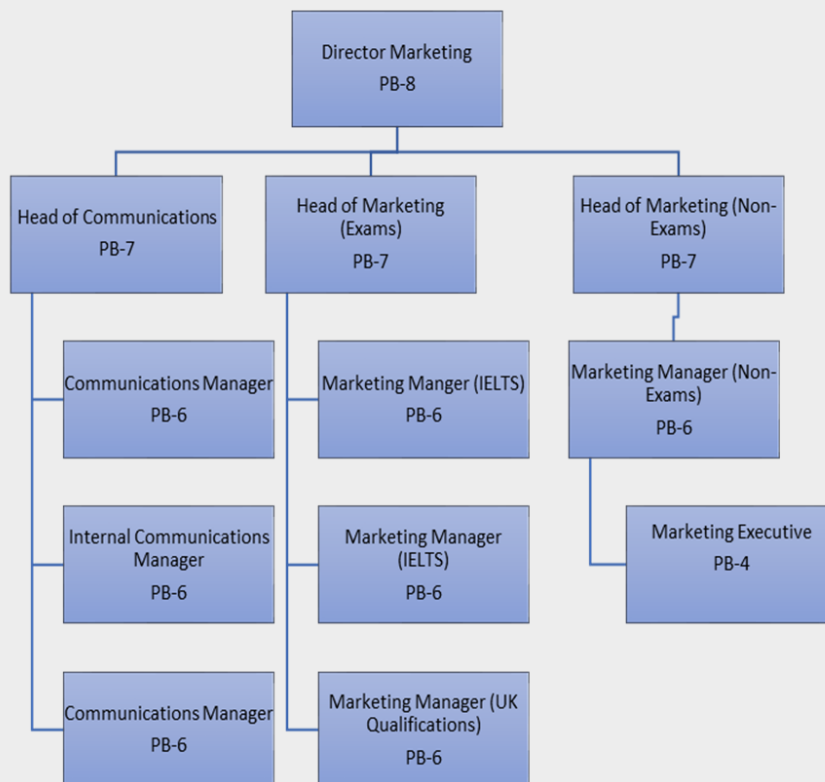 Director Marketing
PB-8
Head of Communications
PB-7
Head of Marketing
(Exams)
PB-7
Head of Marketing (Non-
Exams)
PB-7
Communications Manager
PB-6
Marketing Manger (IELTS)
PB-6
Marketing Manager (Non-
Exams)
PB-6
Internal Communications
Manager
PB-6
Marketing Manager
(IELTS)
PB-6
Marketing Executive
PB-4
Communications Manager
PB-6
Marketing Manager (UK
Qualifications)
PB-6